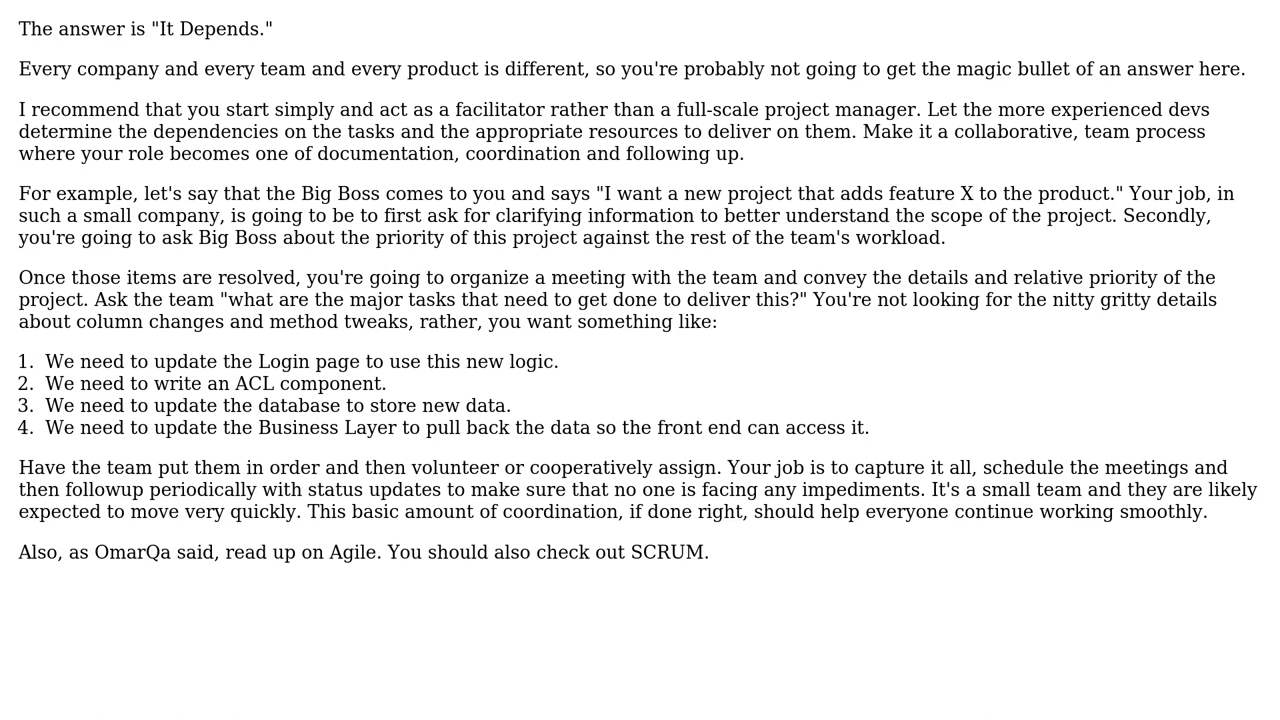 The answer is "It Depends."
Every company and every team and every product is different, so you're probably not going to get the magic bullet of an answer here.
I recommend that you start simply and act as a facilitator rather than a full-scale project manager. Let the more experienced devs
determine the dependencies on the tasks and the appropriate resources to deliver on them. Make it a collaborative, team process
where your role becomes one of documentation, coordination and following up.
For example, let's say that the Big Boss comes to you and says "I want a new project that adds feature X to the product." Your job, in
such a small company, is going to be to first ask for clarifying information to better understand the scope of the project. Secondly,
you're going to ask Big Boss about the priority of this project against the rest of the team's workload.
Once those items are resolved, you're going to organize a meeting with the team and convey the details and relative priority of the
project. Ask the team "what are the major tasks that need to get done to deliver this?" You're not looking for the nitty gritty details
about column changes and method tweaks, rather, you want something like:
1. We need to update the Login page to use this new logic.
2. We need to write an ACL component.
3. We need to update the database to store new data.
4. We need to update the Business Layer to pull back the data so the front end can access it.
Have the team put them in order and then volunteer or cooperatively assign. Your job is to capture it all, schedule the meetings and
then followup periodically with status updates to make sure that no one is facing any impediments. It's a small team and they are likely
expected to move very quickly. This basic amount of coordination, if done right, should help everyone continue working smoothly.
Also, as OmarQa said, read up on Agile. You should also check out SCRUM.